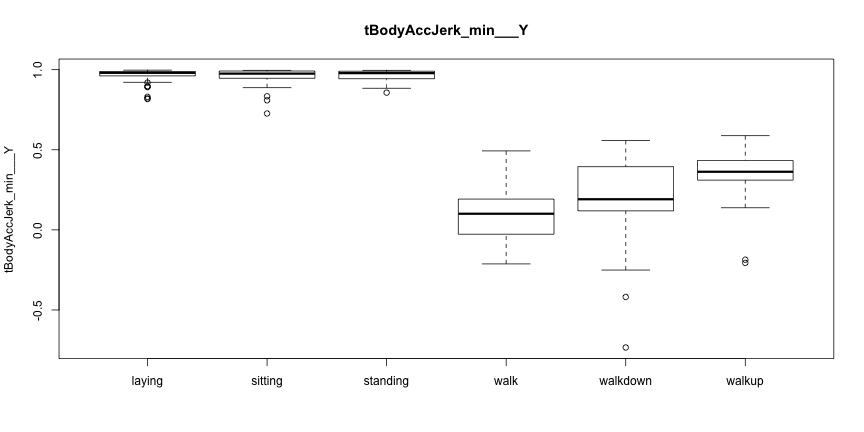 tBodyAccJerk_min___Y
tBodyAccJerk_min___Y
1.0
0.5
0.0
-0.5
laying sitting standing walk walkdown walkup